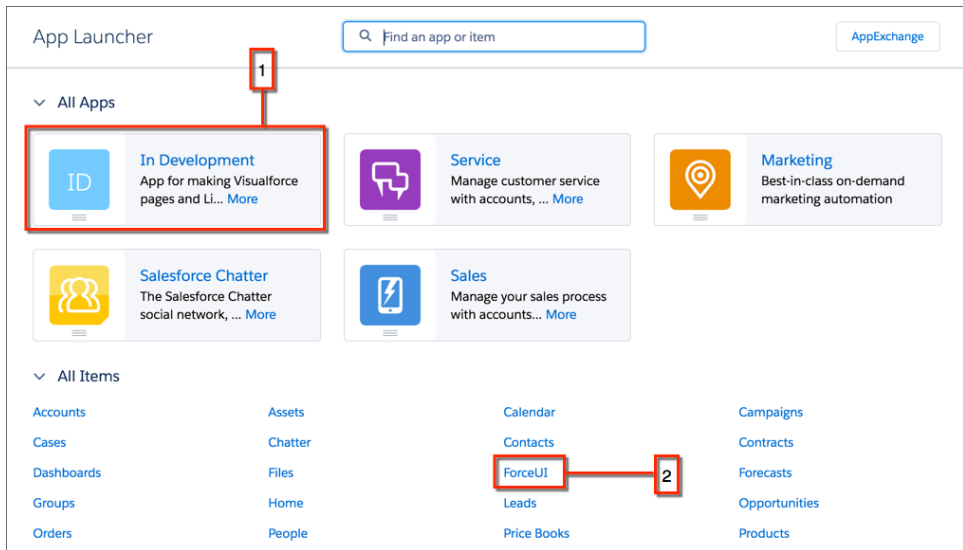 App Launcher
Find an app or item
AppExchange
1
All Apps
ID
In Development
App for making Visualforce
pages and Li... More
Service
Manage customer service
with accounts, ... More
Marketing
Best-in-class on-demand
marketing automation
Salesforce Chatter
The Salesforce Chatter
social network, ... More
Sales
Manage your sales process
with accounts... More
All Items
Accounts
Assets
Calendar
Campaigns
Cases
Chatter
Contacts
Contracts
Dashboards
Files
ForceUI
2
Forecasts
Groups
Home
Leads
Opportunities
Orders
People
Price Books
Products